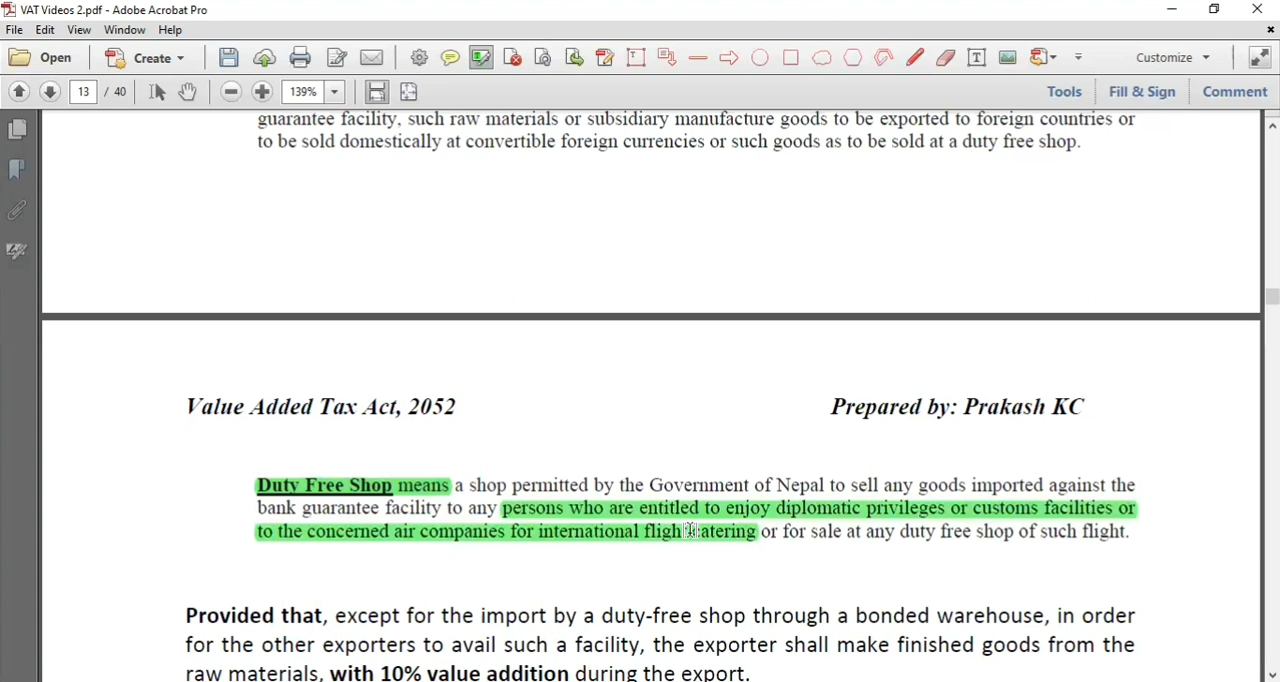 VAT Videos 2.pdf - Adobe Acrobat Pro
File Edit View Window Help
Open Create Customize
13 / 40 139% Tools Fill & Sign Comment
guarantee facility, such raw materials or subsidiary manufacture goods to be exported to foreign countries or
to be sold domestically at convertible foreign currencies or such goods as to be sold at a duty free shop.
Value Added Tax Act, 2052 Prepared by: Prakash KC
Duty Free Shop means a shop permitted by the Government of Nepal to sell any goods imported against the
bank guarantee facility to any persons who are entitled to enjoy diplomatic privileges or customs facilities or
to the concerned air companies for international flight catering or for sale at any duty free shop of such flight.
Provided that, except for the import by a duty-free shop through a bonded warehouse, in order
for the other exporters to avail such a facility, the exporter shall make finished goods from the
raw materials, with 10% value addition during the export.